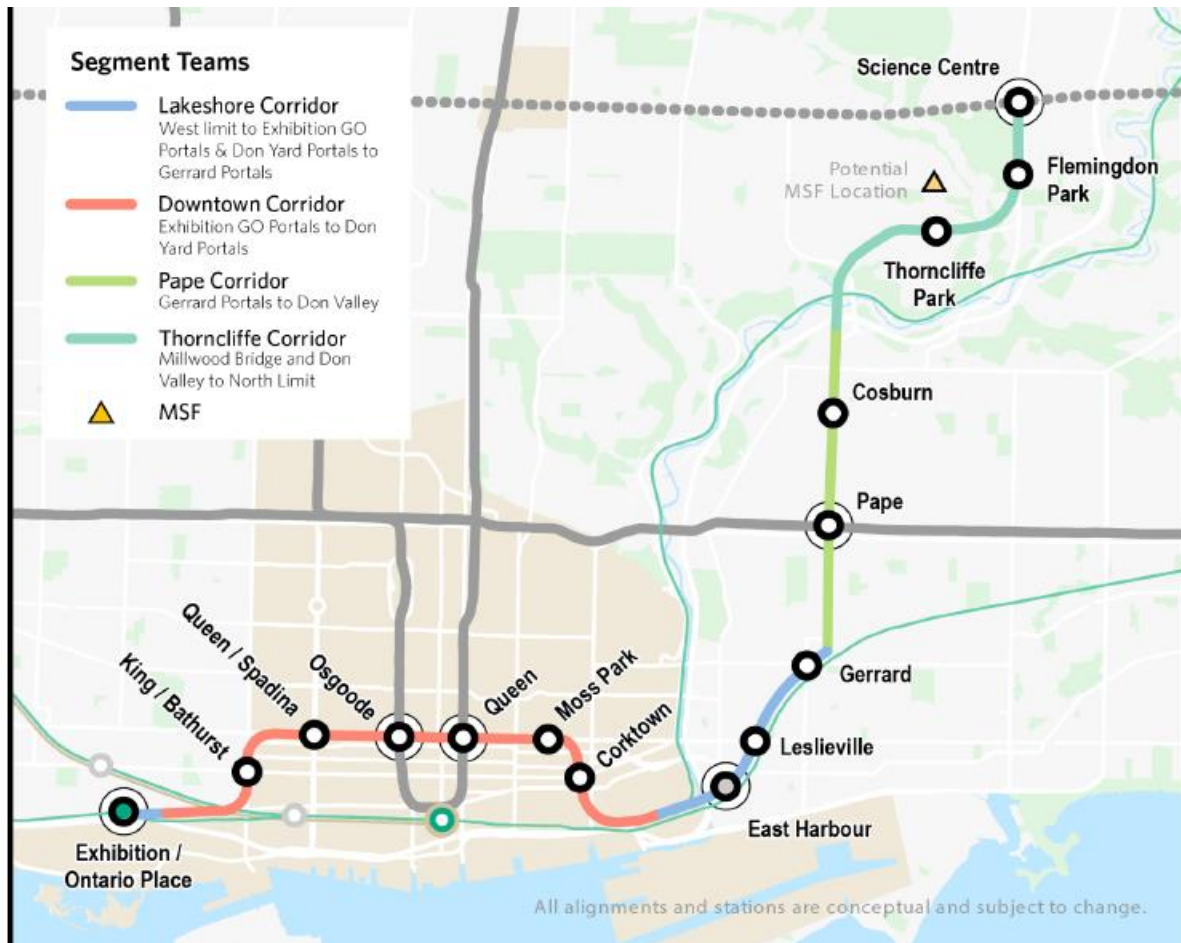 Segment Teams
Lakeshore Corridor
West limit to Exhibition GO
Portals & Don Yard Portals to
Gerrard Portals
Downtown Corridor
Exhibition GO Portals to Don
Yard Portals
Pape Corridor
Gerrard Portals to Don Valley
Thorncliffe Corridor
Millwood Bridge and Don
Valley to North Limit
MSF
Science Centre
Potential
MSF Location
Flemingdon
Park
Thorncliffe
Park
Cosburn
Pape
Gerrard
Leslieville
East Harbour
Corktown
Moss Park
Queen
Osgoode
Queen / Spadina
King / Bathurst
Exhibition /
Ontario Place
All alignments and stations are conceptual and subject to change.